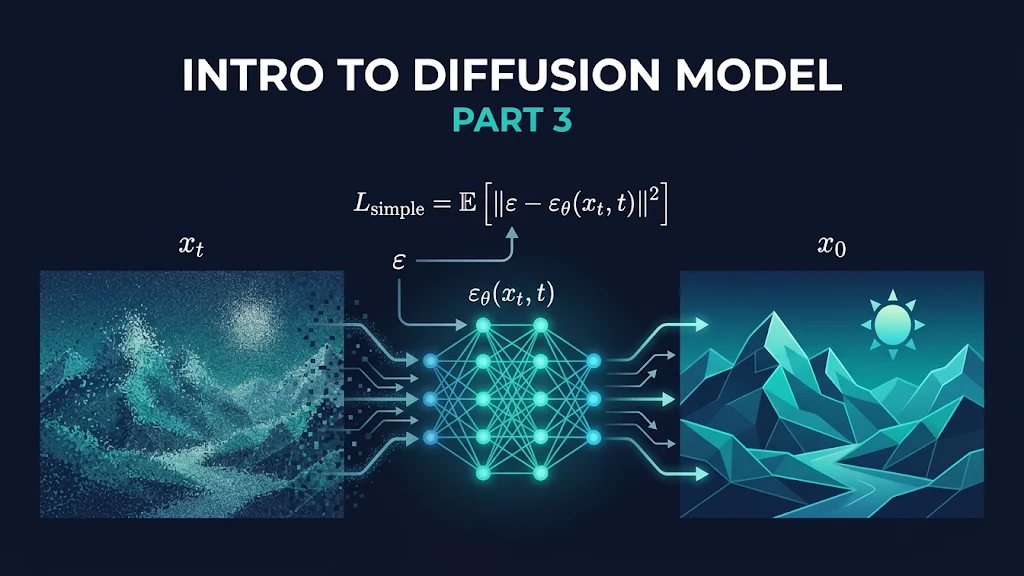 INTRO TO DIFFUSION MODEL
PART 3
L_simple = 𝔼[‖ε − ε_θ(x_t, t)‖²]
x_t
x_0
ε
ε_θ(x_t, t)